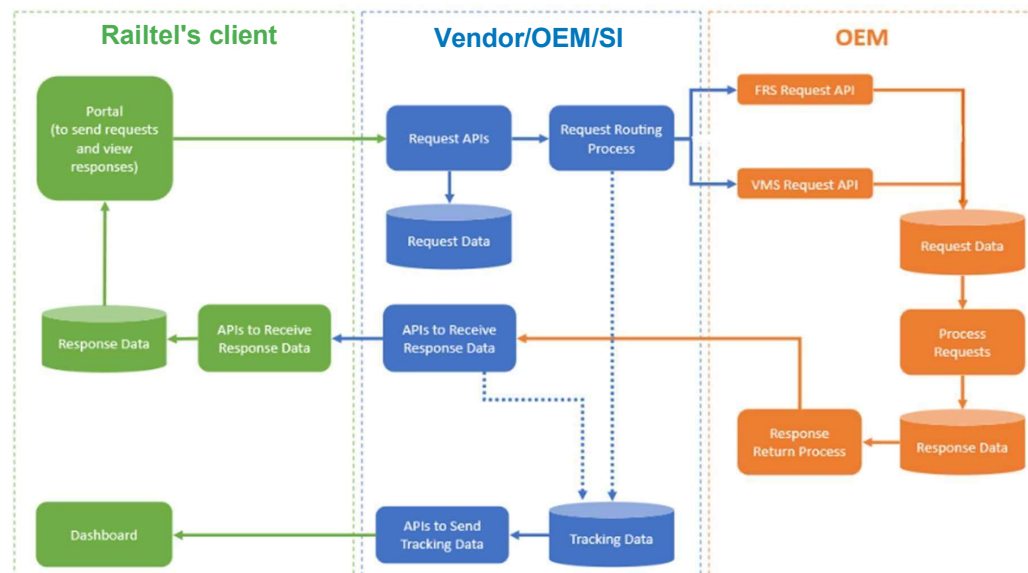 Railtel's client
Vendor/OEM/SI
OEM
Portal
(to send requests
and view
responses)
Request APIs
Request Routing
Process
FRS Request API
VMS Request API
Request Data
Request Data
Response Data
APIs to Receive
Response Data
APIs to Receive
Response Data
Process
Requests
Response
Return Process
Response Data
Dashboard
APIs to Send
Tracking Data
Tracking Data